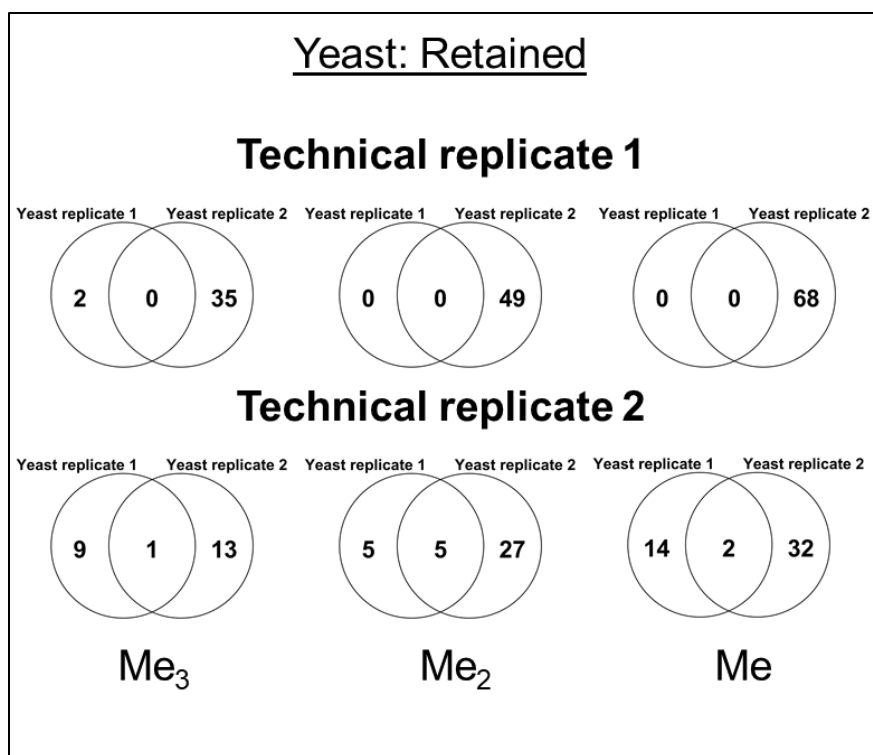 Yeast: Retained
Technical replicate 1
Yeast replicate 1 Yeast replicate 2 Yeast replicate 1 Yeast replicate 2 Yeast replicate 1 Yeast replicate 2
2 0 35 0 0 49 0 0 68
Technical replicate 2
Yeast replicate 1 Yeast replicate 2 Yeast replicate 1 Yeast replicate 2 Yeast replicate 1 Yeast replicate 2
9 1 13 5 5 27 14 2 32
Me₃ Me₂ Me